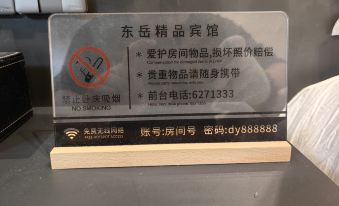 东岳精品宾馆
* 爱护房间物品,损坏照价赔偿
* 贵重物品请随身携带
禁止卧床吸烟
NO SMOKING
* 前台电话:6271333
免费无线网络
账号:房间号 密码:dy888888